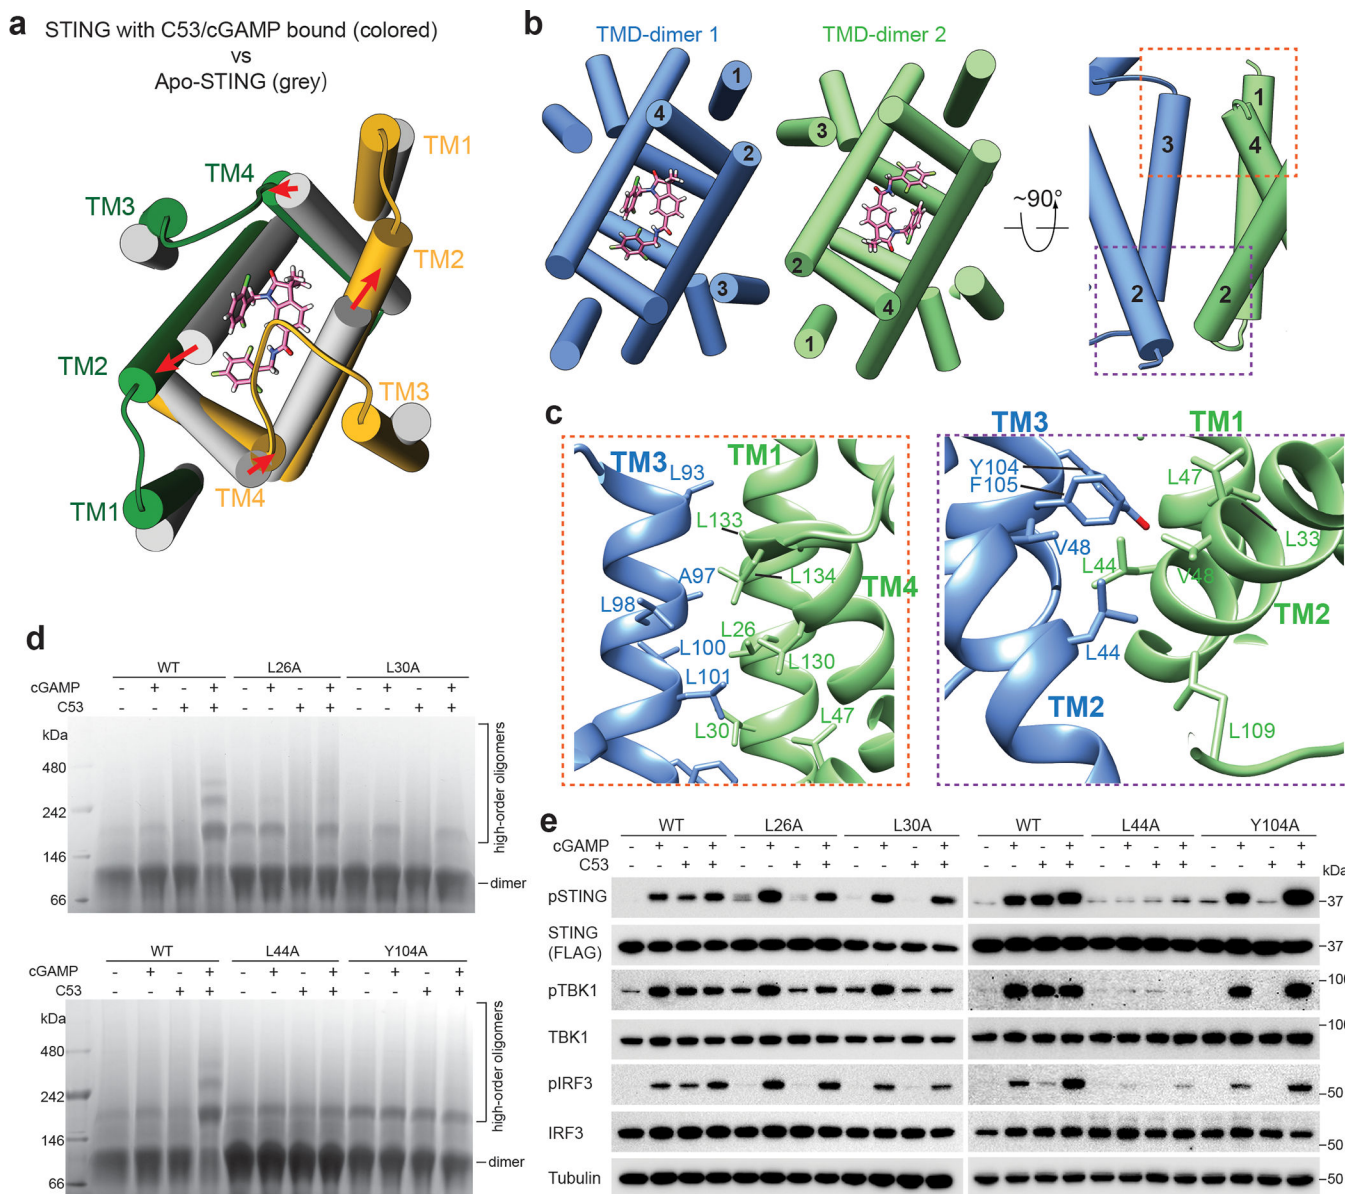 a
STING with C53/cGAMP bound (colored)
vs
Apo-STING (grey)
TM1
TM4
TM3
TM2
TM2
TM3
TM4
TM1
b
TMD-dimer 1
TMD-dimer 2
1
4
2
3
3
2
4
1
~90°
3
1
4
2
2
c
TM3
L93
TM1
L133
A97
L134
TM4
L98
L26
L100
L130
L101
L30
L47
TM3
TM1
Y104
F105
L47
V48
L33
L44
V48
TM2
L44
TM2
L109
d
WT L26A L30A
cGAMP - + - + - + - + - + - +
C53 - - + + - - + + - - + +
kDa
480
242
146
66
high-order oligomers
dimer
WT L44A Y104A
cGAMP - + - + - + - + - + - +
C53 - - + + - - + + - - + +
kDa
480
242
146
66
high-order oligomers
dimer
e
WT L26A L30A WT L44A Y104A
cGAMP - + - + - + - + - + - + - + - + - + - + - + - +
C53 - - + + - - + + - - + + - - + + - - + + - - + +
kDa
pSTING 37
STING
(FLAG) 37
pTBK1 100
TBK1 100
pIRF3 50
IRF3 50
Tubulin 50